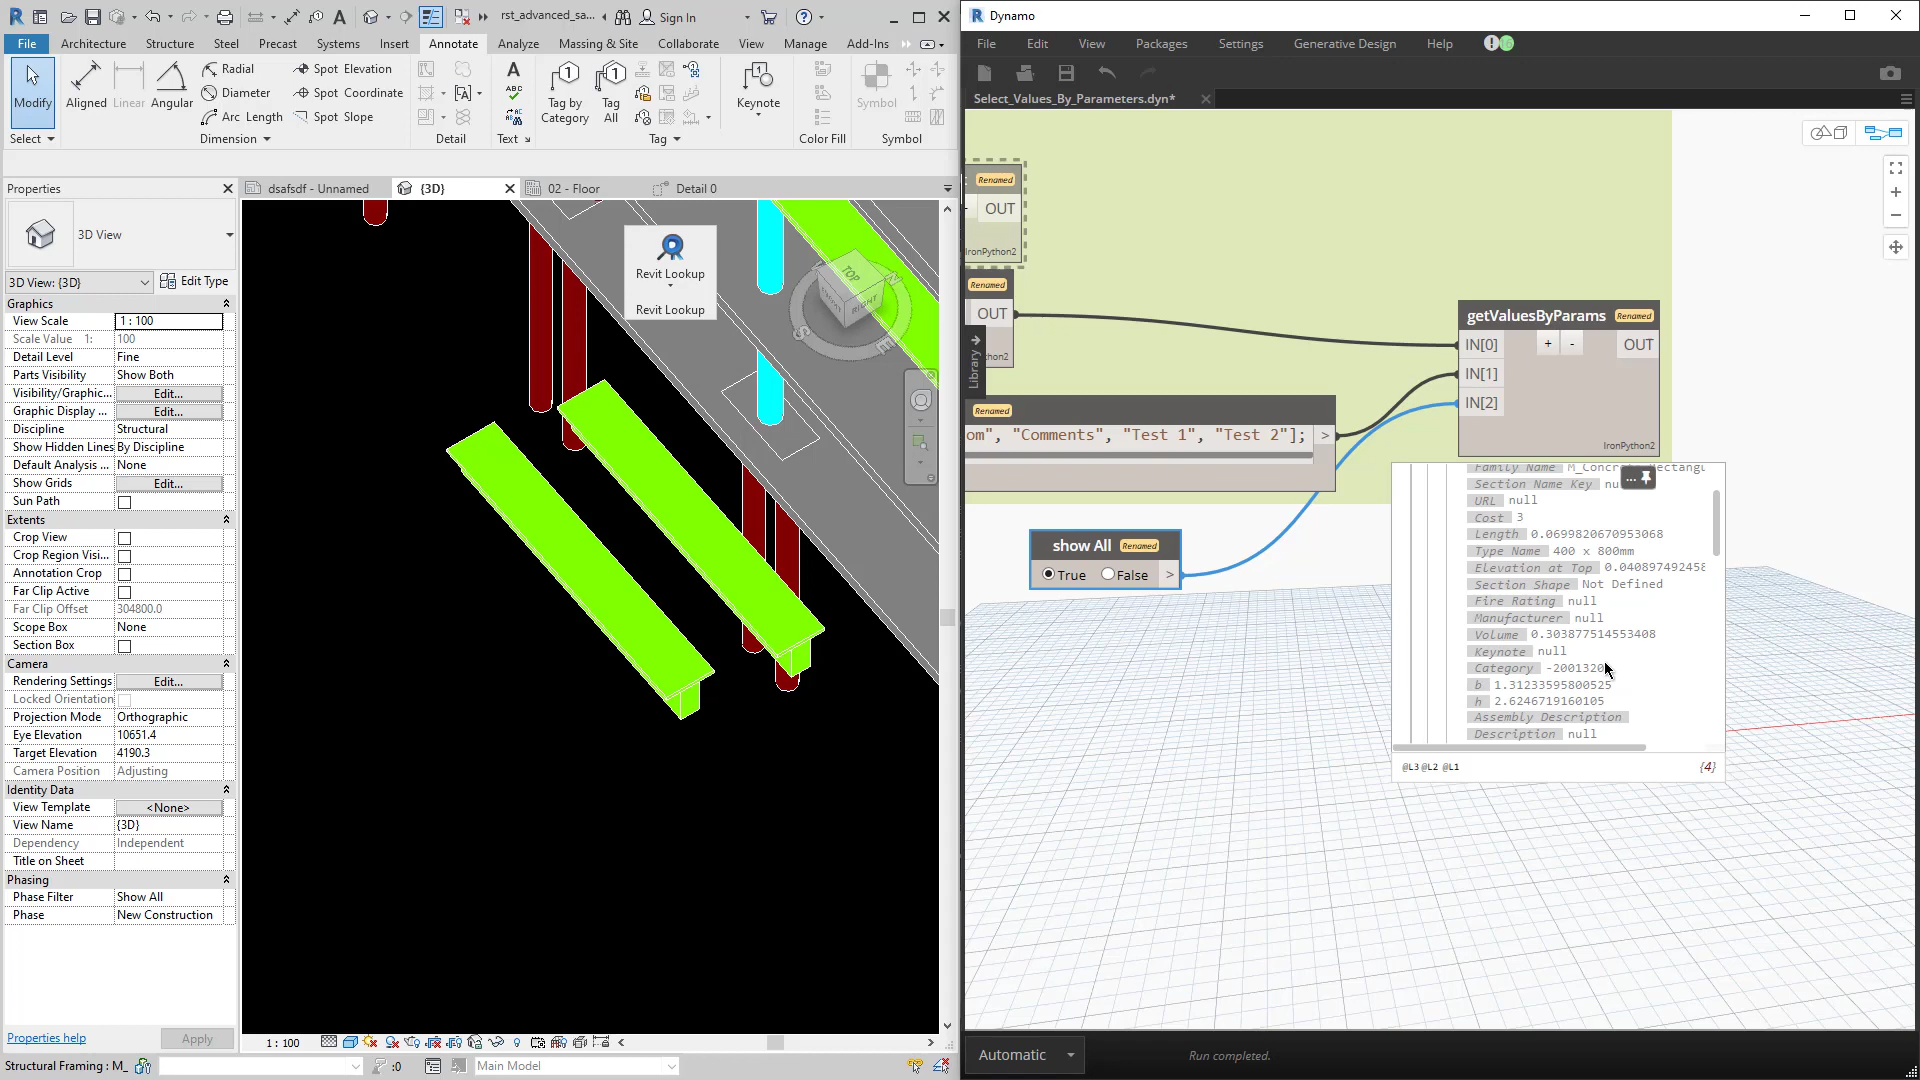 rst_advanced_sa...
Sign In
File
Architecture
Structure
Steel
Precast
Systems
Insert
Annotate
Analyze
Massing & Site
Collaborate
View
Manage
Add-Ins
Modify
Aligned
Linear
Angular
Radial
Diameter
Arc Length
Spot Elevation
Spot Coordinate
Spot Slope
Tag by
Category
Tag
All
Keynote
Symbol
Select
Dimension
Detail
Text
Tag
Color Fill
Symbol
Properties
dsafsdf - Unnamed
{3D}
02 - Floor
Detail 0
3D View
3D View: {3D}
Edit Type
Graphics
View Scale 1 : 100
Scale Value 1: 100
Detail Level Fine
Parts Visibility Show Both
Visibility/Graphic... Edit...
Graphic Display ... Edit...
Discipline Structural
Show Hidden Lines By Discipline
Default Analysis ... None
Show Grids Edit...
Sun Path
Extents
Crop View
Crop Region Visi...
Annotation Crop
Far Clip Active
Far Clip Offset 304800.0
Scope Box None
Section Box
Camera
Rendering Settings Edit...
Locked Orientation
Projection Mode Orthographic
Eye Elevation 10651.4
Target Elevation 4190.3
Camera Position Adjusting
Identity Data
View Template <None>
View Name {3D}
Dependency Independent
Title on Sheet
Phasing
Phase Filter Show All
Phase New Construction
Properties help
Apply
Revit Lookup
Revit Lookup
TOP
FRONT
RIGHT
S
E
1 : 100
Structural Framing : M_
:0
Main Model
Dynamo
File
Edit
View
Packages
Settings
Generative Design
Help
Select_Values_By_Parameters.dyn*
Renamed
OUT
IronPython2
Renamed
OUT
hon2
Library
Renamed
om", "Comments", "Test 1", "Test 2"];
>
show All Renamed
True False >
getValuesByParams Renamed
IN[0] + - OUT
IN[1]
IN[2]
IronPython2
Family Name M_Concre
Section Name Key nu
URL null
Cost 3
Length 0.0699820670953068
Type Name 400 x 800mm
Elevation at Top 0.040897492458
Section Shape Not Defined
Fire Rating null
Manufacturer null
Volume 0.303877514553408
Keynote null
Category -2001320
b 1.31233595800525
h 2.6246719160105
Assembly Description
Description null
@L3 @L2 @L1
{4}
Automatic
Run completed.